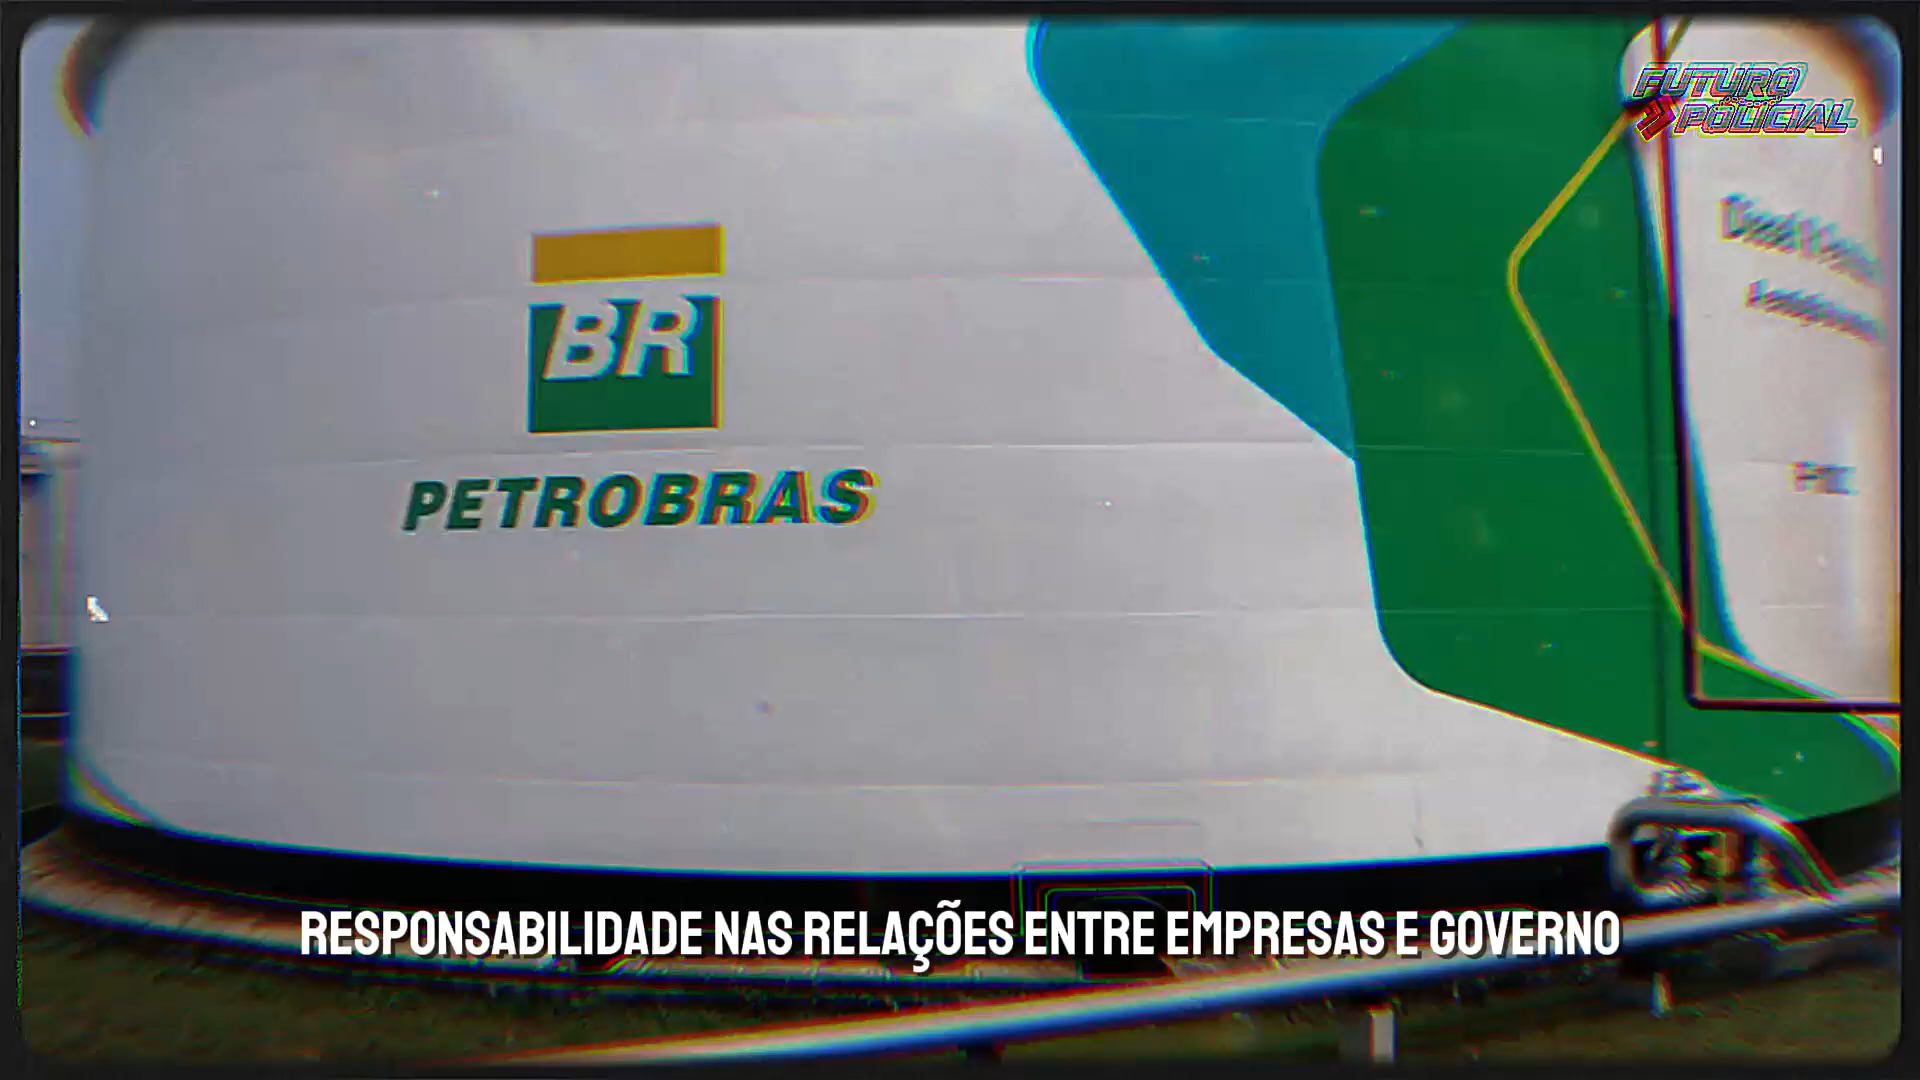 FUTURO
POLICIAL
BR
PETROBRAS
RESPONSABILIDADE NAS RELAÇÕES ENTRE EMPRESAS E GOVERNO